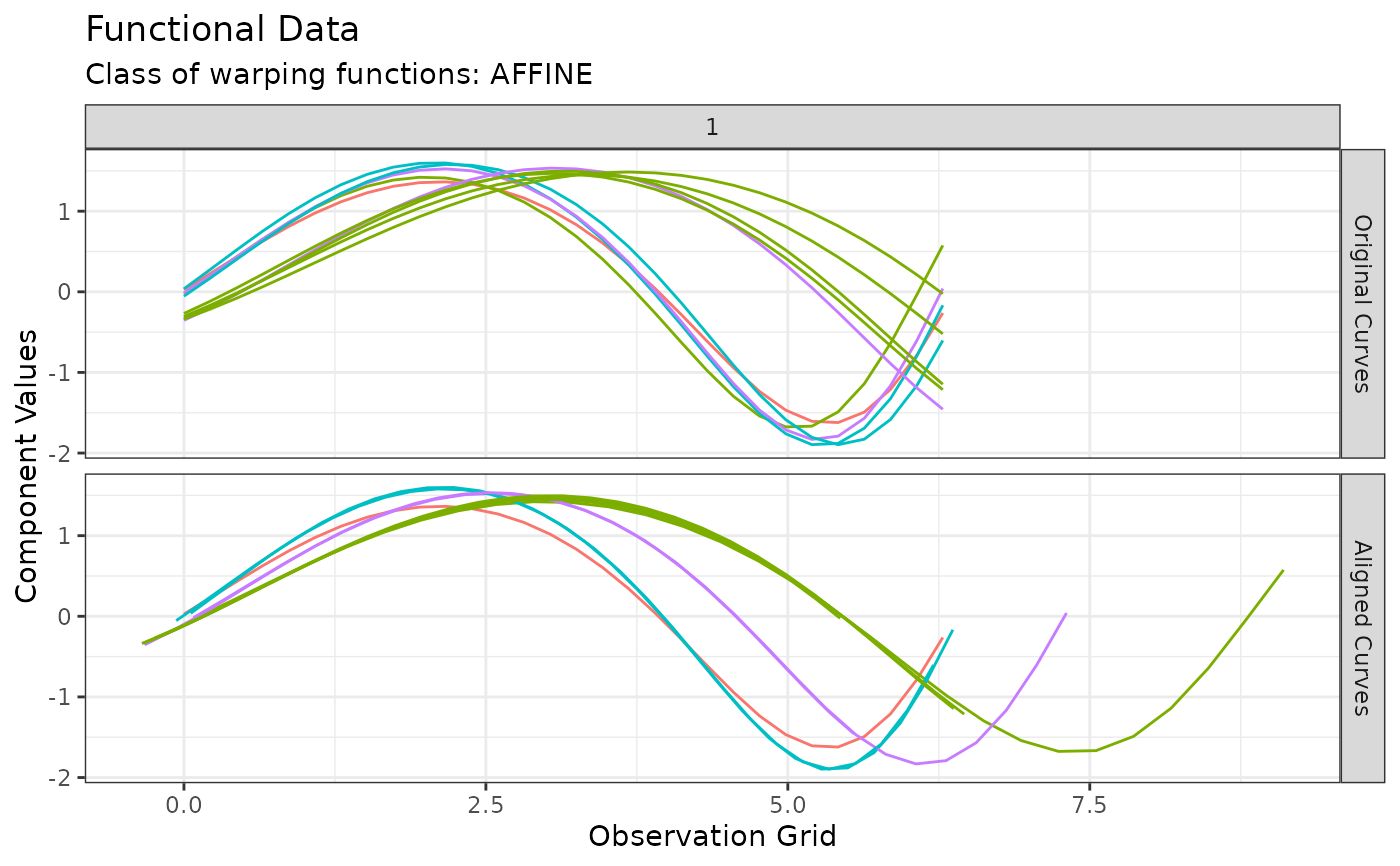 Functional Data
Class of warping functions: AFFINE
1
Component Values
1
0
-1
-2
Original Curves
1
0
-1
-2
Aligned Curves
0.0 2.5 5.0 7.5
Observation Grid